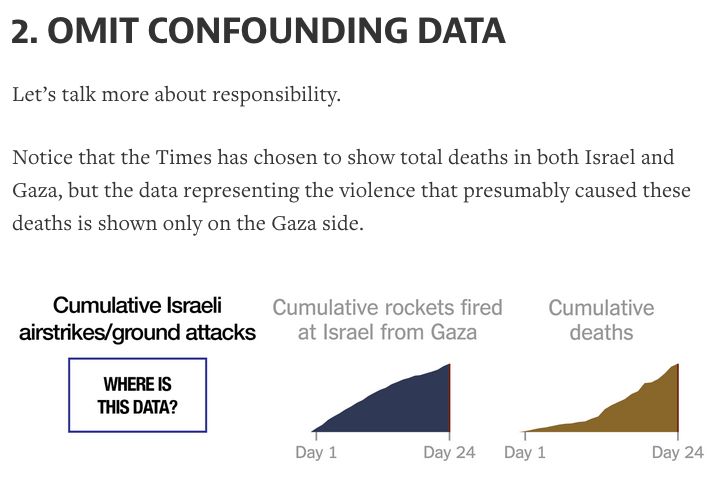 2. OMIT CONFOUNDING DATA
Let’s talk more about responsibility.
Notice that the Times has chosen to show total deaths in both Israel and
Gaza, but the data representing the violence that presumably caused these
deaths is shown only on the Gaza side.
Cumulative Israeli
airstrikes/ground attacks
WHERE IS
THIS DATA?
Cumulative rockets fired
at Israel from Gaza
Day 1 Day 24
Cumulative
deaths
Day 1 Day 24